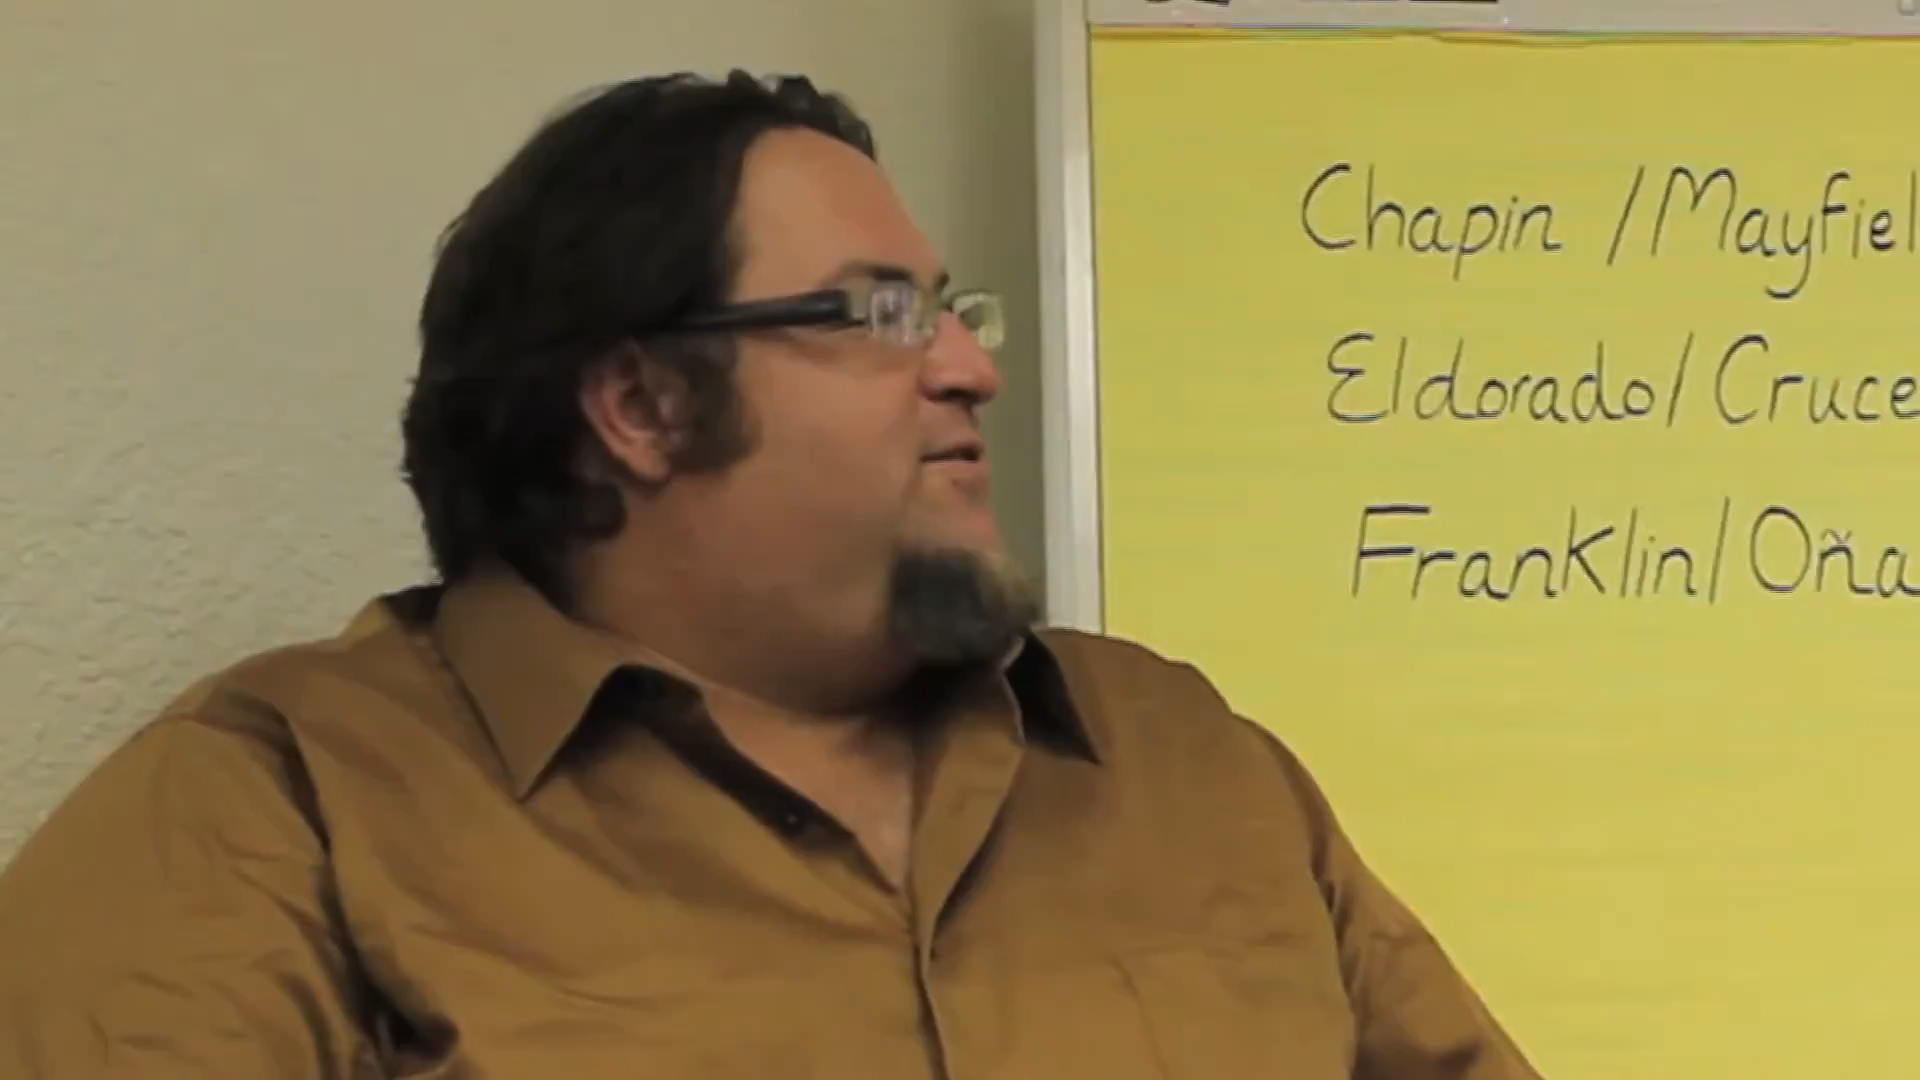 Chapin / Mayfiel
Eldorado / Cruce
Franklin / Oña